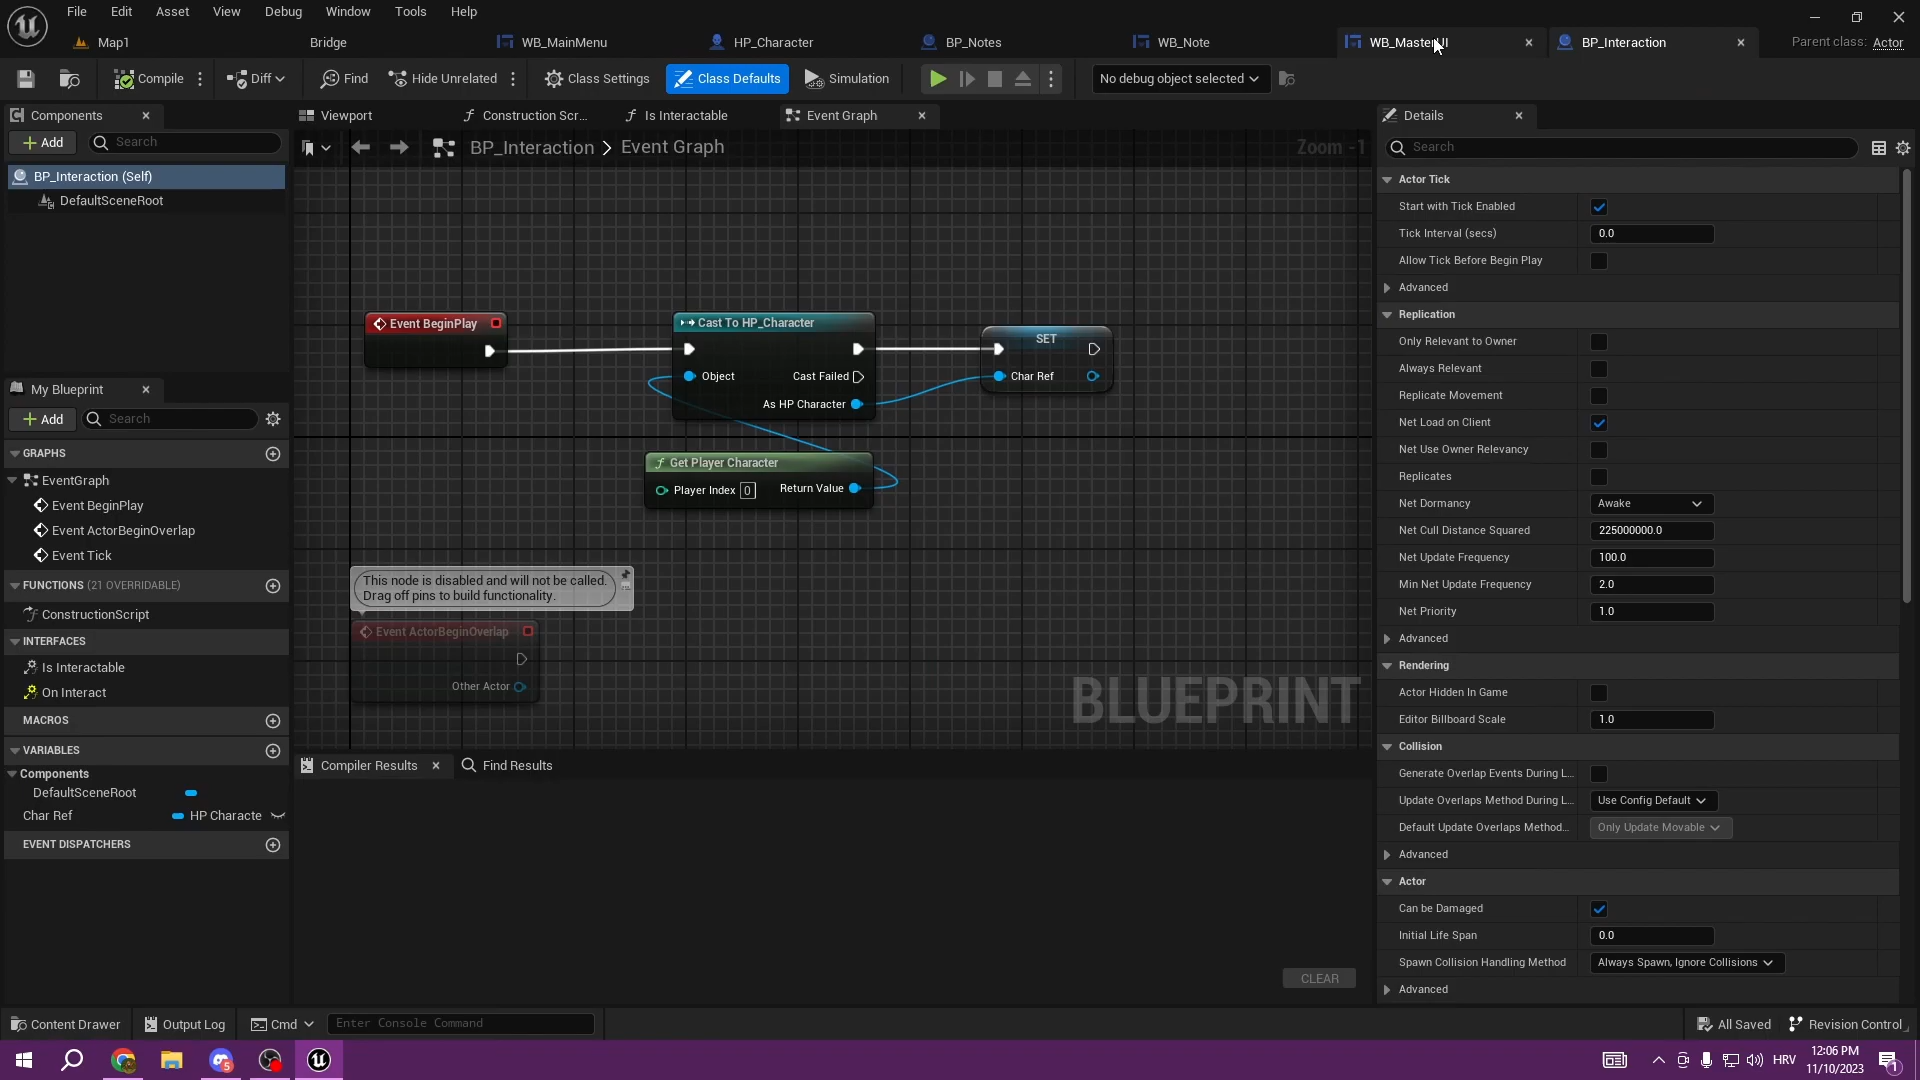 File Edit Asset View Debug Window Tools Help
Map1 Bridge WB_MainMenu HP_Character BP_Notes WB_Note WB_MasterUI BP_Interaction Parent class: Actor
Compile Diff Find Hide Unrelated Class Settings Class Defaults Simulation No debug object selected
Components
Add Search
BP_Interaction (Self)
DefaultSceneRoot
My Blueprint
Add Search
GRAPHS
EventGraph
Event BeginPlay
Event ActorBeginOverlap
Event Tick
FUNCTIONS (21 OVERRIDABLE)
ConstructionScript
INTERFACES
Is Interactable
On Interact
MACROS
VARIABLES
Components
DefaultSceneRoot
Char Ref HP Characte
EVENT DISPATCHERS
Viewport Construction Scr... Is Interactable Event Graph
BP_Interaction > Event Graph Zoom -1
Event BeginPlay
Cast To HP_Character
Object Cast Failed
As HP Character
SET
Char Ref
Get Player Character
Player Index 0 Return Value
This node is disabled and will not be called.
Drag off pins to build functionality.
Event ActorBeginOverlap
Other Actor
BLUEPRINT
Compiler Results Find Results
CLEAR
Details
Search
Actor Tick
Start with Tick Enabled
Tick Interval (secs) 0.0
Allow Tick Before Begin Play
Advanced
Replication
Only Relevant to Owner
Always Relevant
Replicate Movement
Net Load on Client
Net Use Owner Relevancy
Replicates
Net Dormancy Awake
Net Cull Distance Squared 225000000.0
Net Update Frequency 100.0
Min Net Update Frequency 2.0
Net Priority 1.0
Advanced
Rendering
Actor Hidden In Game
Editor Billboard Scale 1.0
Collision
Generate Overlap Events During L...
Update Overlaps Method During L... Use Config Default
Default Update Overlaps Method... Only Update Movable
Advanced
Actor
Can be Damaged
Initial Life Span 0.0
Spawn Collision Handling Method Always Spawn, Ignore Collisions
Advanced
Content Drawer Output Log Cmd Enter Console Command All Saved Revision Control
5 HRV 12:06 PM
11/10/2023 1